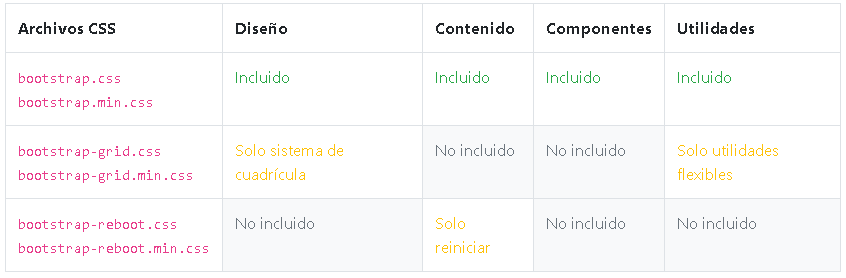 Archivos CSS Diseño Contenido Componentes Utilidades
bootstrap.css Incluido Incluido Incluido Incluido
bootstrap.min.css
bootstrap-grid.css Solo sistema de No incluido No incluido Solo utilidades
bootstrap-grid.min.css cuadrícula flexibles
bootstrap-reboot.css No incluido Solo No incluido No incluido
bootstrap-reboot.min.css reiniciar